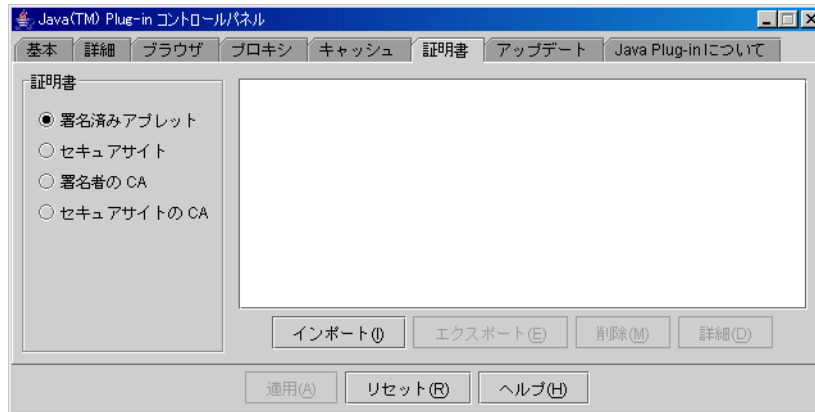 Java(TM) Plug-in コントロールパネル
基本 詳細 ブラウザ プロキシ キャッシュ 証明書 アップデート Java Plug-inについて
証明書
署名済みアプレット
セキュアサイト
署名者の CA
セキュアサイトの CA
インポート(I) エクスポート(E) 削除(M) 詳細(D)
適用(A) リセット(R) ヘルプ(H)